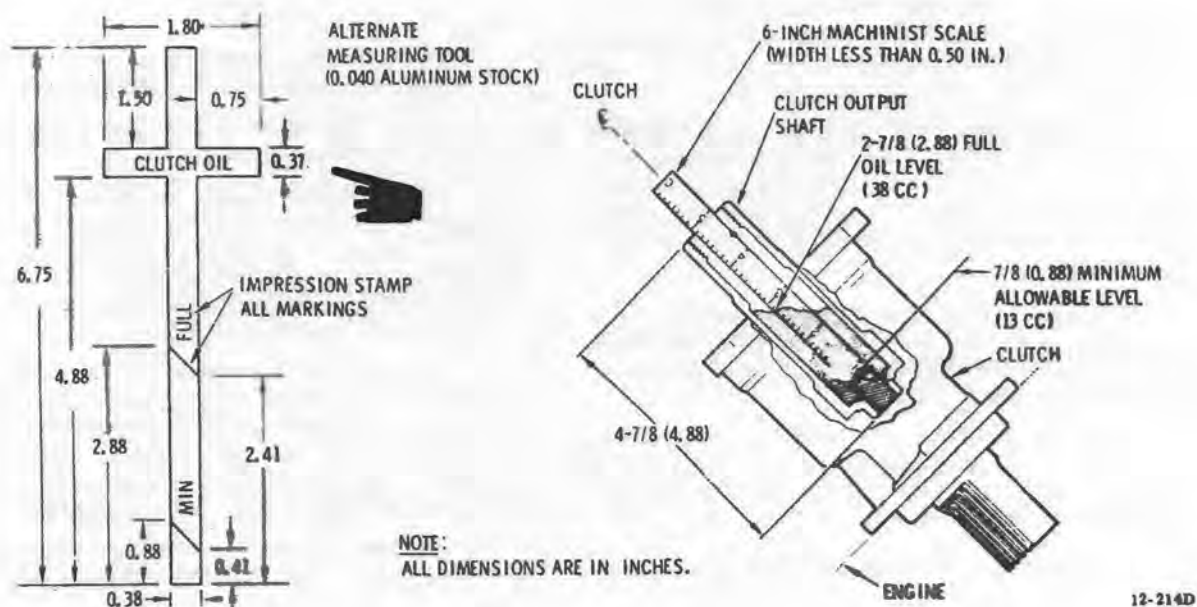 1.80
ALTERNATE
MEASURING TOOL
(0.040 ALUMINUM STOCK)
1.50
0.75
CLUTCH OIL
0.37
6.75
IMPRESSION STAMP
ALL MARKINGS
FULL
4.88
2.88
2.41
MIN
0.88
0.41
0.38
NOTE:
ALL DIMENSIONS ARE IN INCHES.
6-INCH MACHINIST SCALE
(WIDTH LESS THAN 0.50 IN.)
CLUTCH
CLUTCH OUTPUT
SHAFT
2-7/8 (2.88) FULL
OIL LEVEL
(38 CC)
7/8 (0.88) MINIMUM
ALLOWABLE LEVEL
(13 CC)
CLUTCH
4-7/8 (4.88)
ENGINE
12-214D